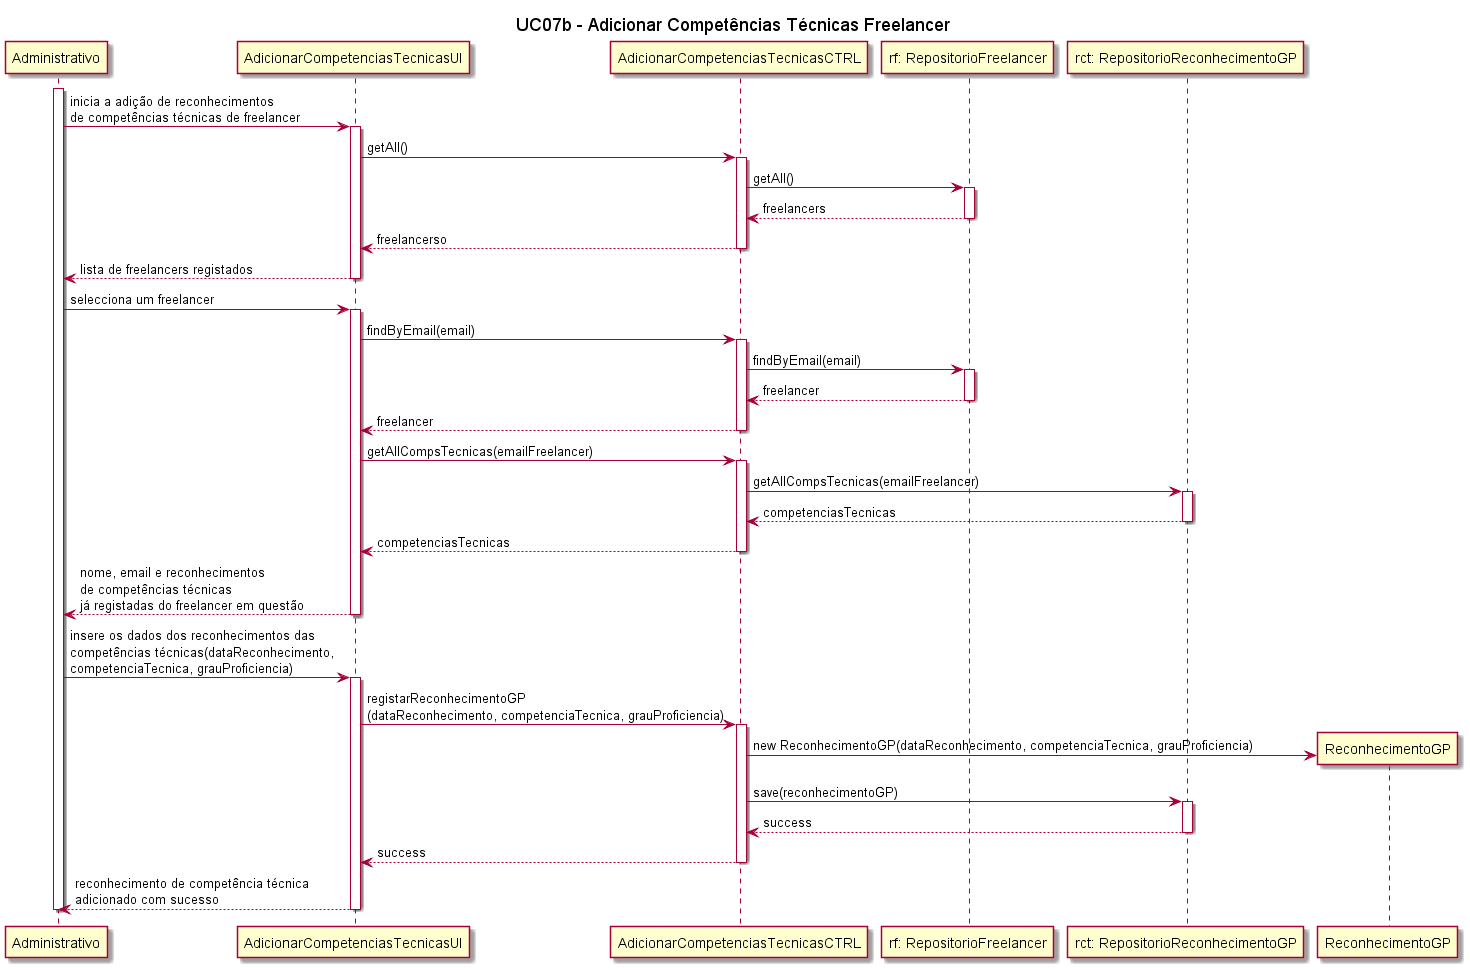 UC07b - Adicionar Competências Técnicas Freelancer
Administrativo
AdicionarCompetenciasTecnicasUI
AdicionarCompetenciasTecnicasCTRL
rf: RepositorioFreelancer
rct: RepositorioReconhecimentoGP
inicia a adição de reconhecimentos
de competências técnicas de freelancer
getAll()
getAll()
freelancers
freelancerso
lista de freelancers registados
selecciona um freelancer
findByEmail(email)
findByEmail(email)
freelancer
freelancer
getAllCompsTecnicas(emailFreelancer)
getAllCompsTecnicas(emailFreelancer)
competenciasTecnicas
competenciasTecnicas
nome, email e reconhecimentos
de competências técnicas
já registadas do freelancer em questão
insere os dados dos reconhecimentos das
competências técnicas(dataReconhecimento,
competenciaTecnica, grauProficiencia)
registarReconhecimentoGP
(dataReconhecimento, competenciaTecnica, grauProficiencia)
new ReconhecimentoGP(dataReconhecimento, competenciaTecnica, grauProficiencia)
ReconhecimentoGP
save(reconhecimentoGP)
success
success
reconhecimento de competência técnica
adicionado com sucesso
Administrativo
AdicionarCompetenciasTecnicasUI
AdicionarCompetenciasTecnicasCTRL
rf: RepositorioFreelancer
rct: RepositorioReconhecimentoGP
ReconhecimentoGP